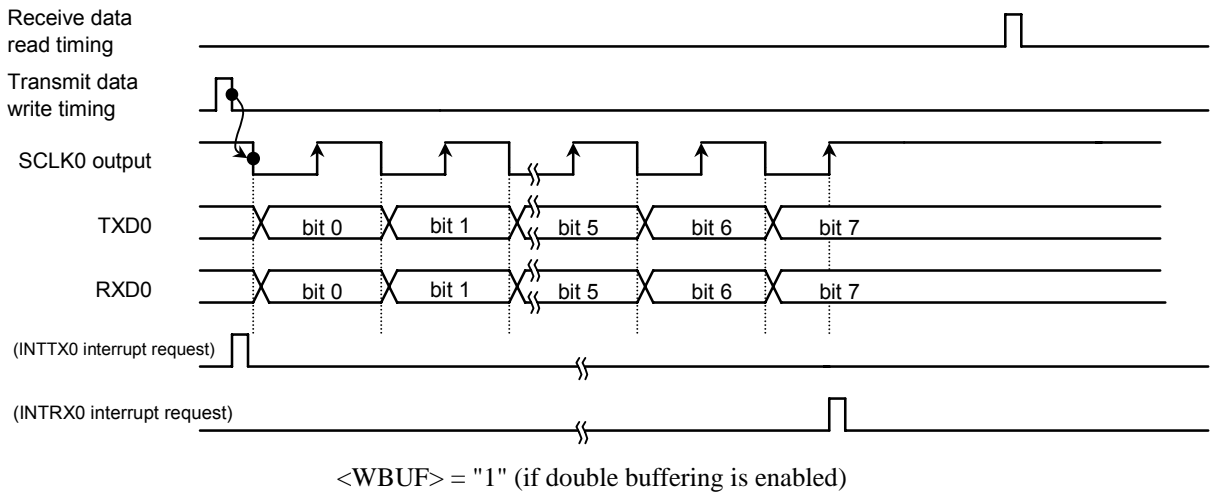 Receive data
read timing
Transmit data
write timing
SCLK0 output
TXD0
bit 0
bit 1
bit 5
bit 6
bit 7
RXD0
bit 0
bit 1
bit 5
bit 6
bit 7
(INTTX0 interrupt request)
(INTRX0 interrupt request)
<WBUF> = "1" (if double buffering is enabled)